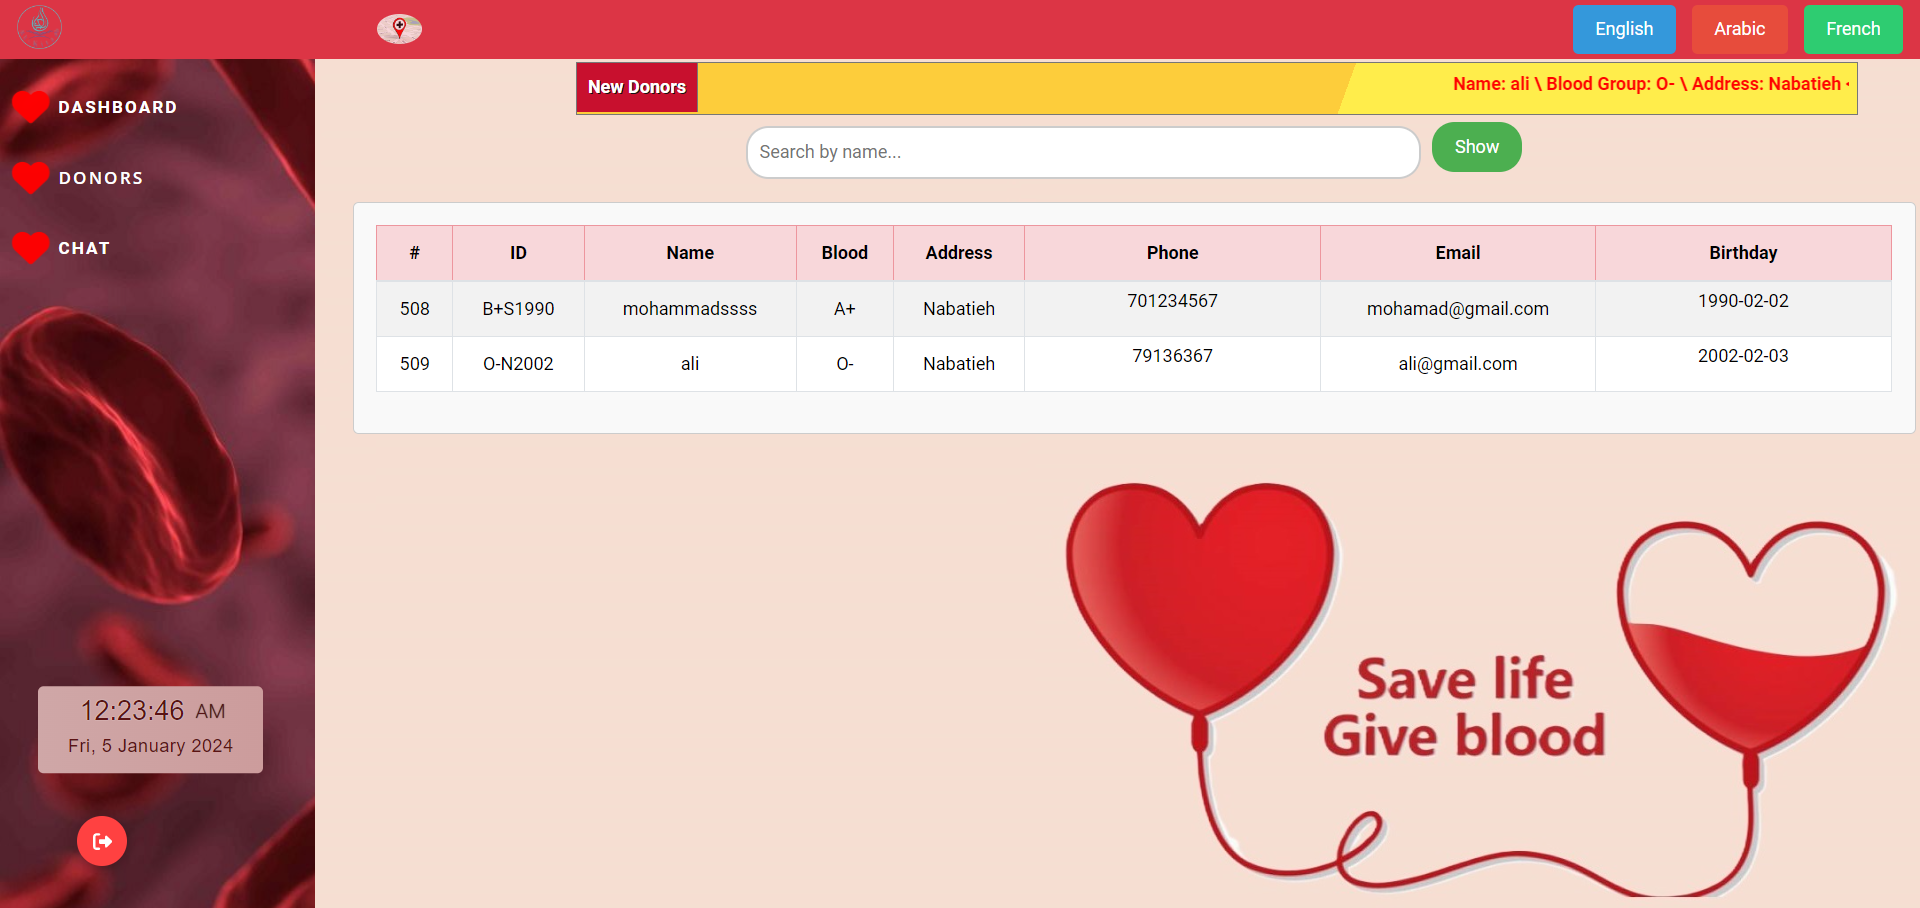 English Arabic French
DASHBOARD
DONORS
CHAT
New Donors Name: ali \ Blood Group: O- \ Address: Nabatieh
Search by name... Show
# ID Name Blood Address Phone Email Birthday
508 B+S1990 mohammadssss A+ Nabatieh 701234567 mohamad@gmail.com 1990-02-02
509 O-N2002 ali O- Nabatieh 79136367 ali@gmail.com 2002-02-03
Save life
Give blood
12:23:46 AM
Fri, 5 January 2024